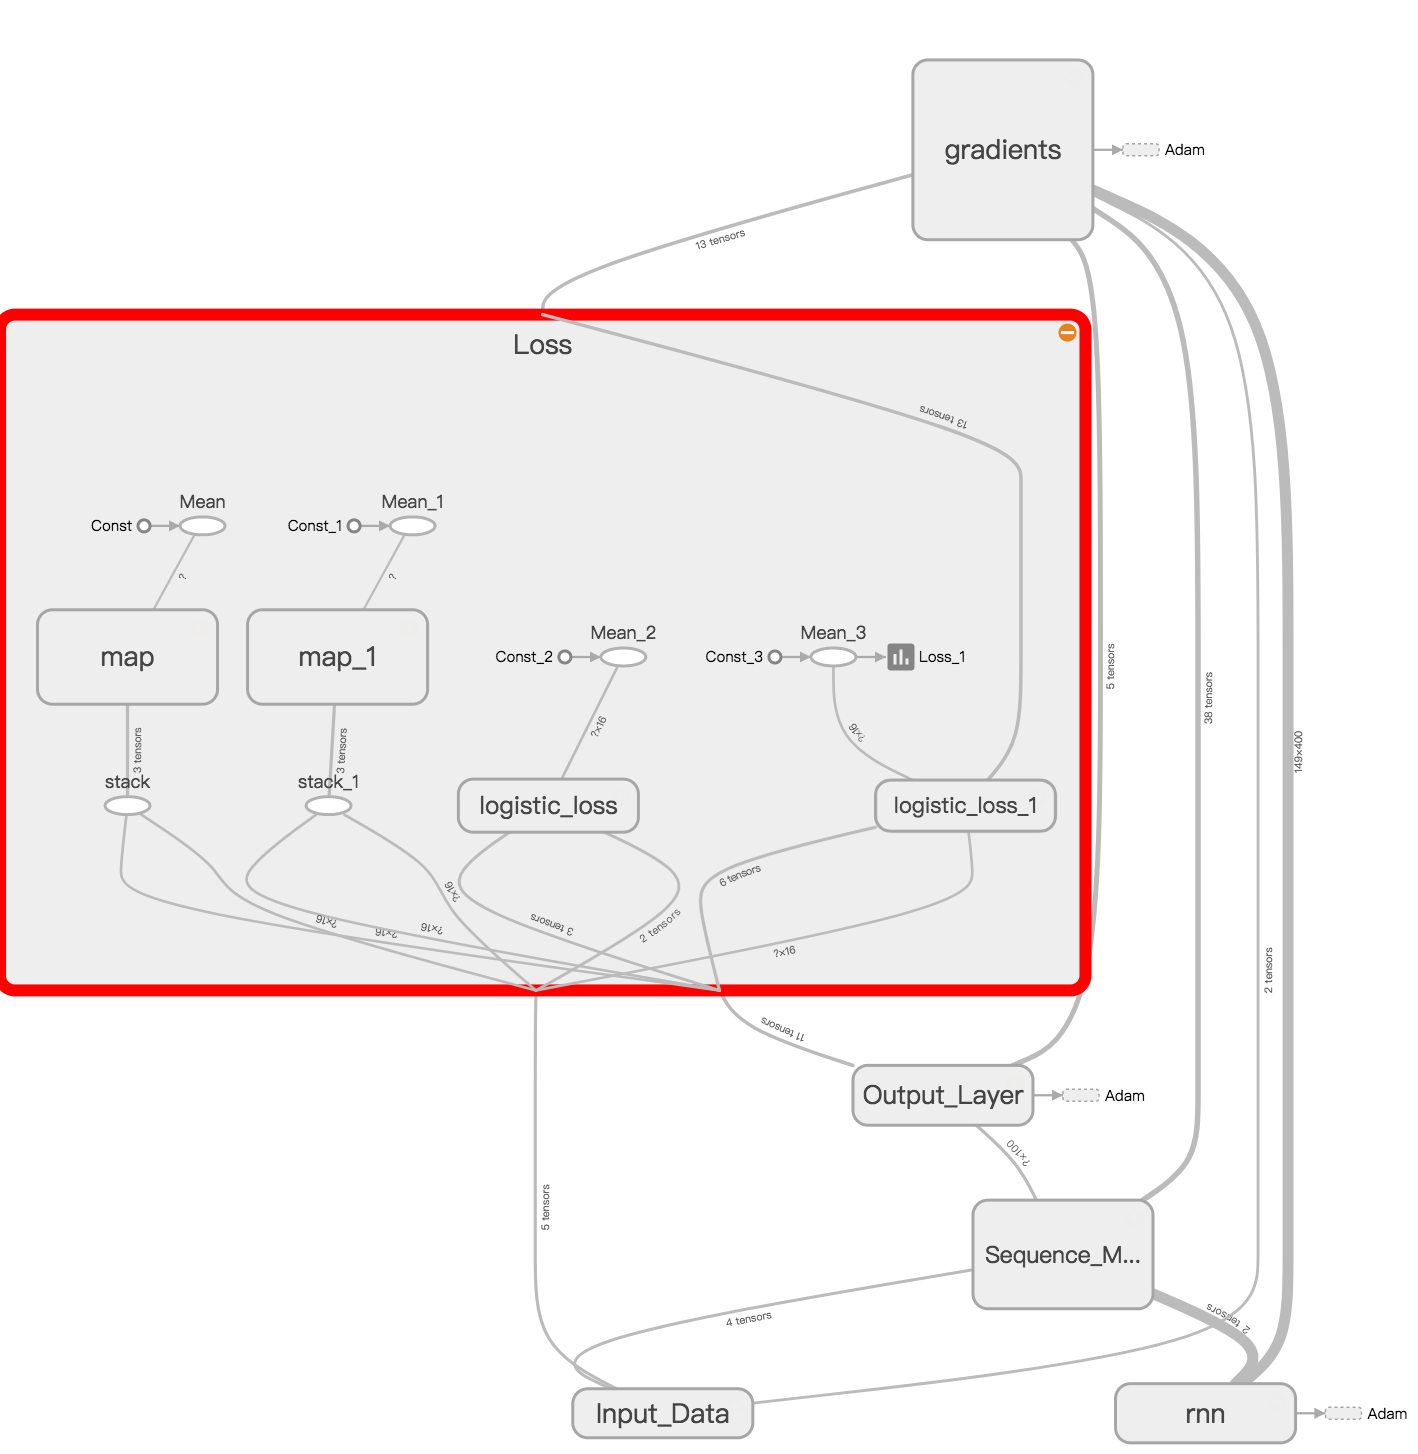 gradients
Adam
13 tensors
Loss
13 tensors
Mean
Mean_1
Const
Const_1
?
?
map
map_1
Mean_2
Mean_3
Const_2
Const_3
Loss_1
5 tensors
38 tensors
149×400
3 tensors
3 tensors
?×16
?×16
stack
stack_1
logistic_loss
logistic_loss_1
6 tensors
?×16
?×16
?×16
?×16
3 tensors
2 tensors
?×16
2 tensors
11 tensors
Output_Layer
Adam
?×100
5 tensors
Sequence_M...
4 tensors
2 tensors
Input_Data
rnn
Adam